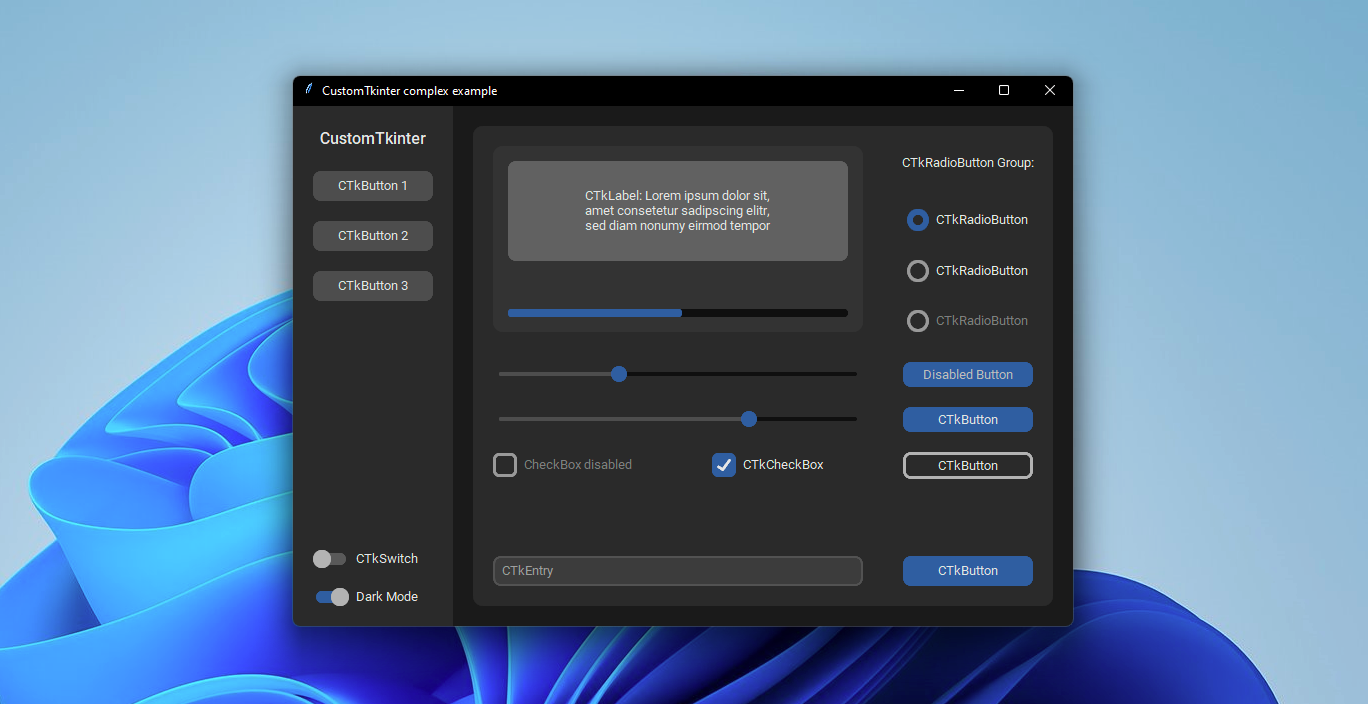 CustomTkinter complex example
CustomTkinter
CTkButton 1
CTkButton 2
CTkButton 3
CTkSwitch
Dark Mode
CTkLabel: Lorem ipsum dolor sit,
amet consetetur sadipscing elitr,
sed diam nonumy eirmod tempor
CheckBox disabled
CTkCheckBox
CTkEntry
CTkRadioButton Group:
CTkRadioButton
CTkRadioButton
CTkRadioButton
Disabled Button
CTkButton
CTkButton
CTkButton